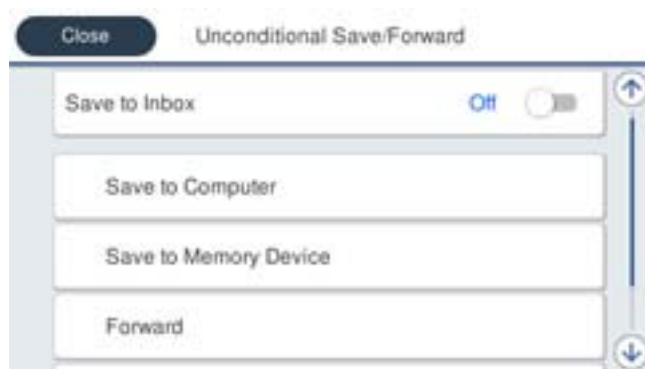 Close
Unconditional Save/Forward
Save to Inbox
Off
Save to Computer
Save to Memory Device
Forward